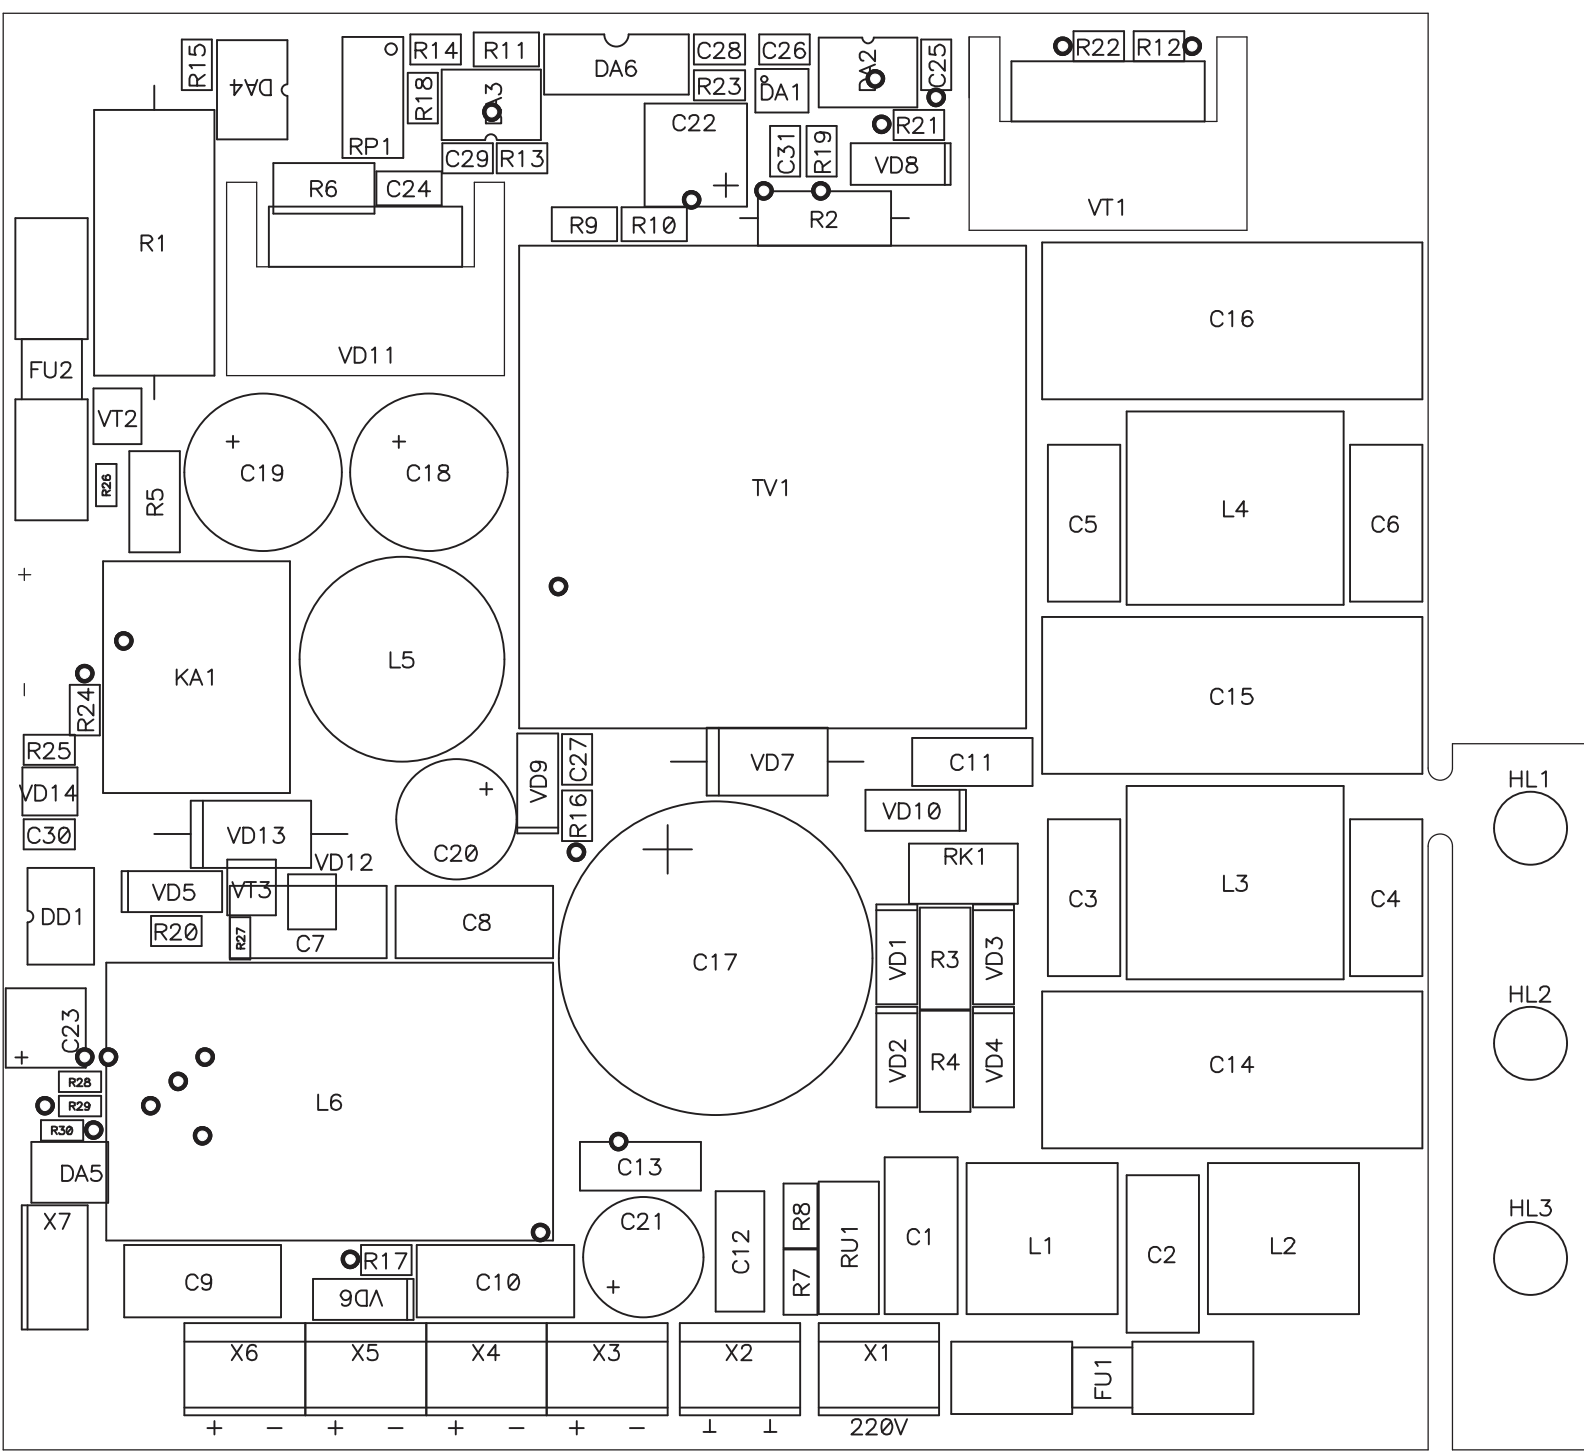 R15
DA4
R14
R11
DA6
C28
C26
DA2
C25
R22
R12
R18
DA3
R23
DA1
RP1
C22
R21
C29
R13
C31
R19
VD8
R6
C24
R9
R10
R2
VT1
R1
C16
VD11
FU2
VT2
C19
+
C18
+
TV1
R26
R5
L4
C5
C6
+
-
KA1
L5
C15
R24
R25
VD14
C30
VD9
C27
VD7
C11
HL1
R16
VD10
VD13
C20
+
VD12
RK1
VD5
VT3
C8
L3
C3
C4
DD1
R20
R27
C7
C17
+
VD1
R3
VD3
HL2
C23
+
VD2
R4
VD4
C14
R28
R29
R30
L6
DA5
C13
X7
C21
+
C12
R8
RU1
C1
L1
C2
L2
HL3
R17
C9
VD6
C10
R7
X6
X5
X4
X3
X2
X1
FU1
+ - + - + - + - ⊥ ⊥ 220V